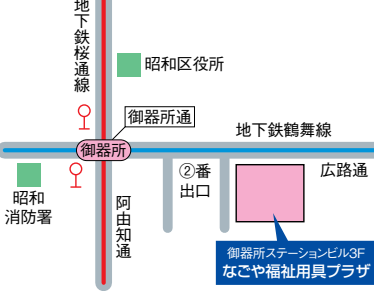 地下鉄桜通線
昭和区役所
御器所通
地下鉄鶴舞線
御器所
広路通
②番
出口
昭和
消防署
阿由知通
御器所ステーションビル3F
なごや福祉用具プラザ